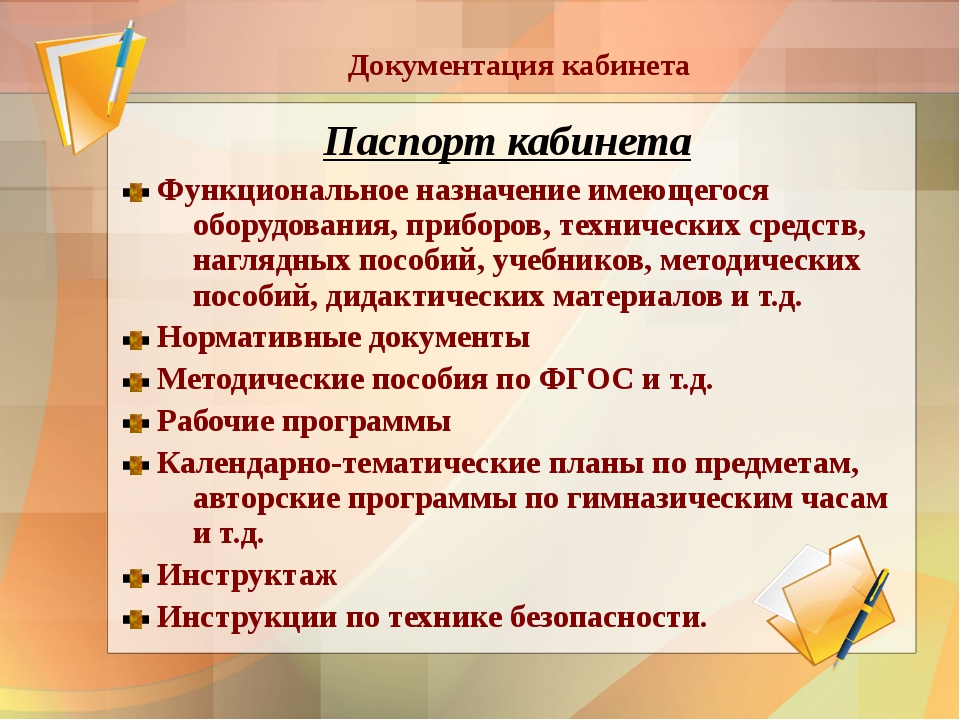 Документация кабинета
Паспорт кабинета
Функциональное назначение имеющегося
оборудования, приборов, технических средств,
наглядных пособий, учебников, методических
пособий, дидактических материалов и т.д.
Нормативные документы
Методические пособия по ФГОС и т.д.
Рабочие программы
Календарно-тематические планы по предметам,
авторские программы по гимназическим часам
и т.д.
Инструктаж
Инструкции по технике безопасности.